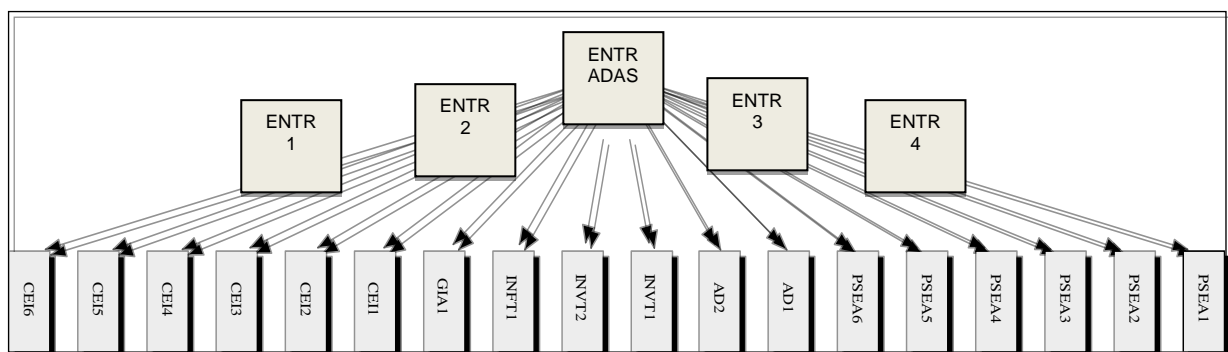 ENTR
ADAS
ENTR
1
ENTR
2
ENTR
3
ENTR
4
CEI6
CEI5
CEI4
CEI3
CEI2
CEI1
GIA1
INFT1
INVT2
INVT1
AD2
AD1
PSEA6
PSEA5
PSEA4
PSEA3
PSEA2
PSEA1